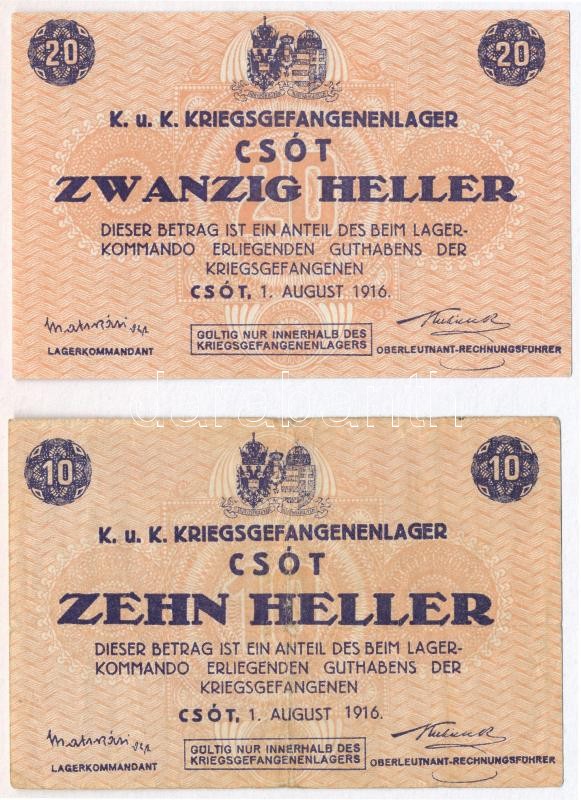 20 20
K. u. K. KRIEGSGEFANGENENLAGER
CSÓT
ZWANZIG HELLER
20
DIESER BETRAG IST EIN ANTEIL DES BEIM LAGER-
KOMMANDO ERLIEGENDEN GUTHABENS DER
KRIEGSGEFANGENEN
CSÓT, 1. AUGUST 1916.
LAGERKOMMANDANT
GÜLTIG NUR INNERHALB DES
KRIEGSGEFANGENENLAGERS
OBERLEUTNANT-RECHNUNGSFÜHRER
darabanth
10 10
K. u. K. KRIEGSGEFANGENENLAGER
CSÓT
ZEHN HELLER
10
DIESER BETRAG IST EIN ANTEIL DES BEIM LAGER-
KOMMANDO ERLIEGENDEN GUTHABENS DER
KRIEGSGEFANGENEN
CSÓT, 1. AUGUST 1916.
LAGERKOMMANDANT
GÜLTIG NUR INNERHALB DES
KRIEGSGEFANGENENLAGERS
OBERLEUTNANT-RECHNUNGSFÜHRER